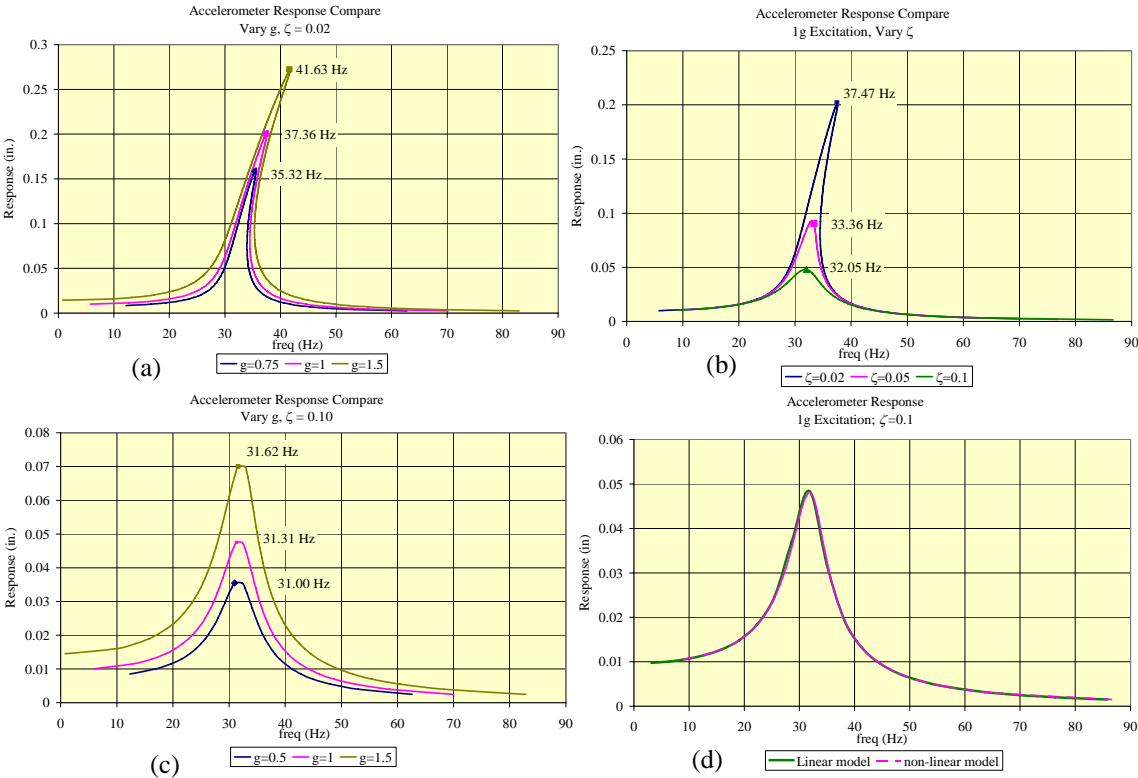 Accelerometer Response Compare
Vary g, ζ = 0.02
0.3
0.25
0.2
0.15
0.1
0.05
0
Response (in.)
41.63 Hz
37.36 Hz
35.32 Hz
0 10 20 30 40 50 60 70 80 90
freq (Hz)
g=0.75 g=1 g=1.5
(a)
Accelerometer Response Compare
1g Excitation, Vary ζ
0.25
0.2
0.15
0.1
0.05
0
Response (in.)
37.47 Hz
33.36 Hz
32.05 Hz
0 10 20 30 40 50 60 70 80 90
freq (Hz)
(b)
ζ=0.02 ζ=0.05 ζ=0.1
Accelerometer Response Compare
Vary g, ζ = 0.10
0.08
0.07
0.06
0.05
0.04
0.03
0.02
0.01
0
Response (in.)
31.62 Hz
31.31 Hz
31.00 Hz
0 10 20 30 40 50 60 70 80 90
freq (Hz)
(c)
g=0.5 g=1 g=1.5
Accelerometer Response
1g Excitation; ζ=0.1
0.06
0.05
0.04
0.03
0.02
0.01
0
Response (in)
0 10 20 30 40 50 60 70 80 90
freq (Hz)
(d)
Linear model non-linear model